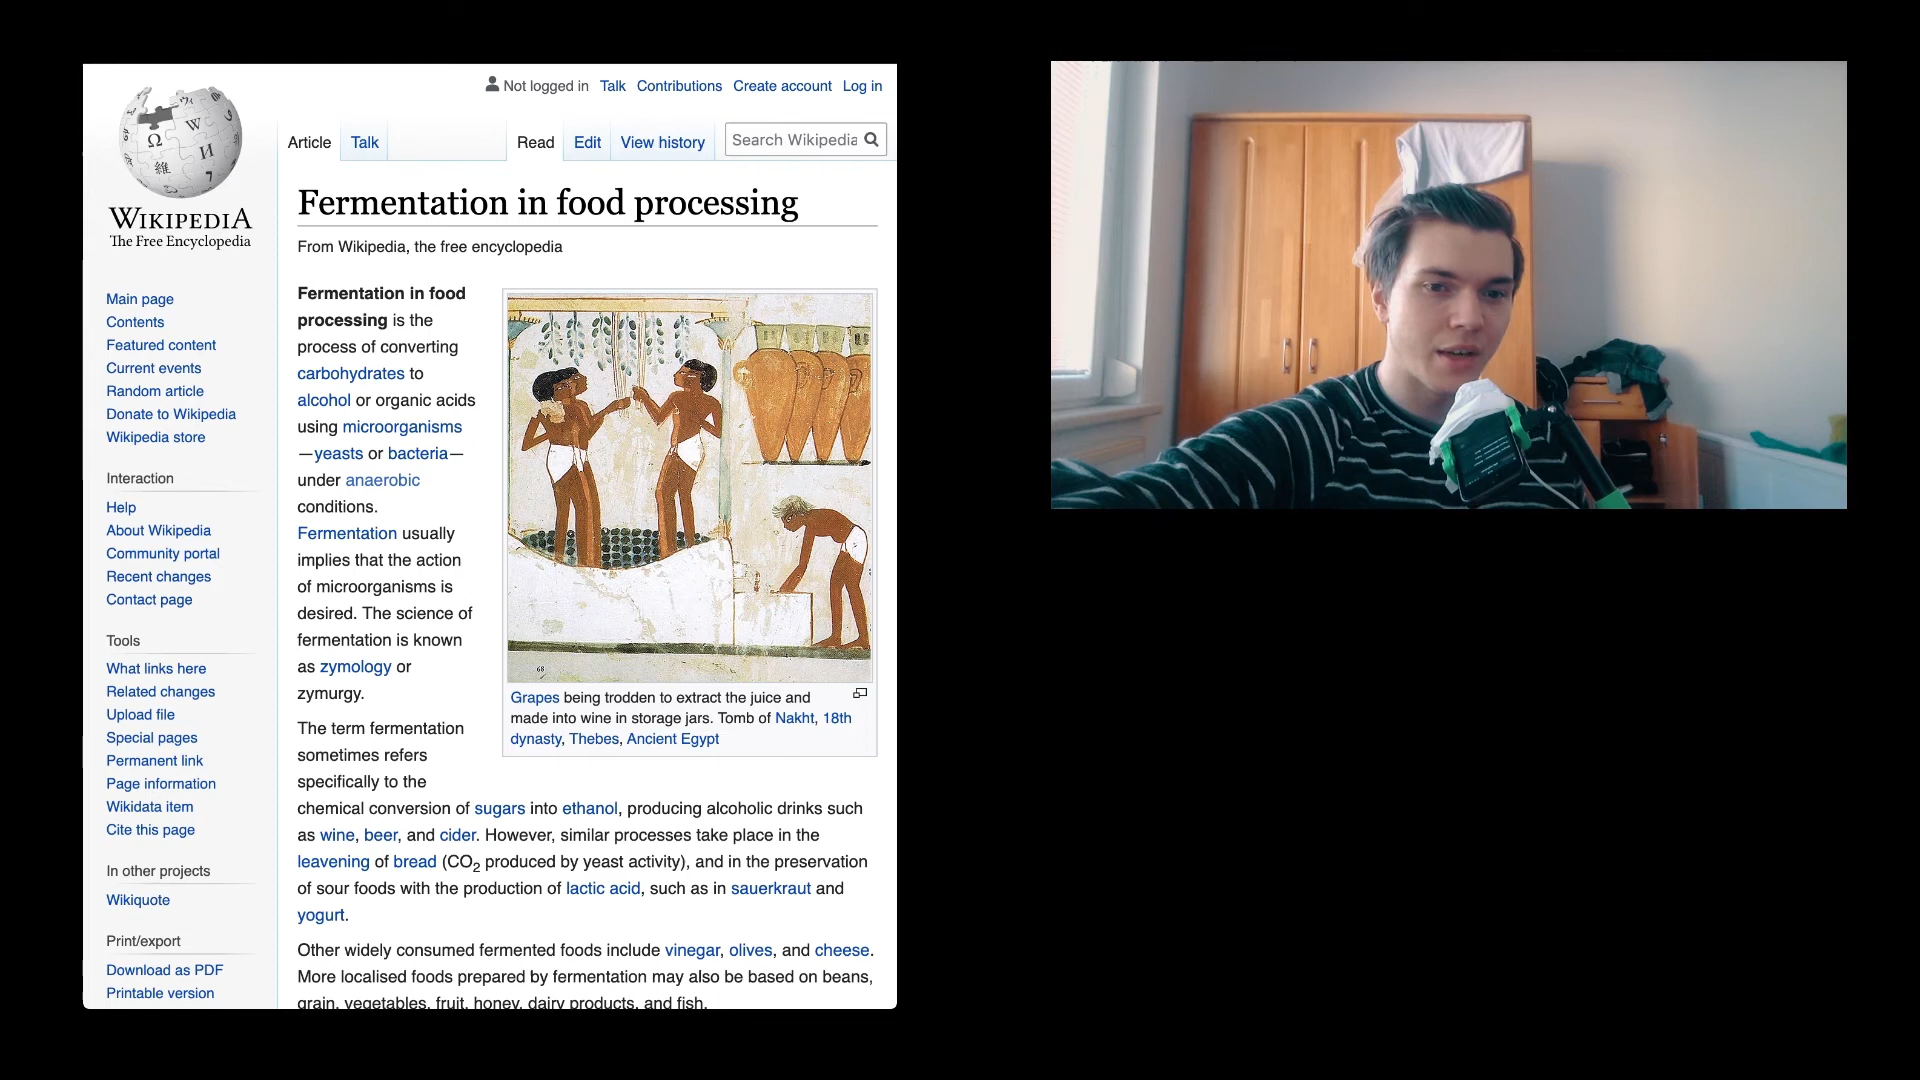 WIKIPEDIA
The Free Encyclopedia
Main page
Contents
Featured content
Current events
Random article
Donate to Wikipedia
Wikipedia store
Interaction
Help
About Wikipedia
Community portal
Recent changes
Contact page
Tools
What links here
Related changes
Upload file
Special pages
Permanent link
Page information
Wikidata item
Cite this page
In other projects
Wikiquote
Print/export
Download as PDF
Printable version
Not logged in Talk Contributions Create account Log in
Article Talk Read Edit View history Search Wikipedia
Fermentation in food processing
From Wikipedia, the free encyclopedia
Fermentation in food
processing is the
process of converting
carbohydrates to
alcohol or organic acids
using microorganisms
—yeasts or bacteria—
under anaerobic
conditions.
Fermentation usually
implies that the action
of microorganisms is
desired. The science of
fermentation is known
as zymology or
zymurgy.
68
Grapes being trodden to extract the juice and
made into wine in storage jars. Tomb of Nakht, 18th
dynasty, Thebes, Ancient Egypt
The term fermentation
sometimes refers
specifically to the
chemical conversion of sugars into ethanol, producing alcoholic drinks such
as wine, beer, and cider. However, similar processes take place in the
leavening of bread (CO2 produced by yeast activity), and in the preservation
of sour foods with the production of lactic acid, such as in sauerkraut and
yogurt.
Other widely consumed fermented foods include vinegar, olives, and cheese.
More localised foods prepared by fermentation may also be based on beans,
grain, vegetables, fruit, honey, dairy products, and fish.